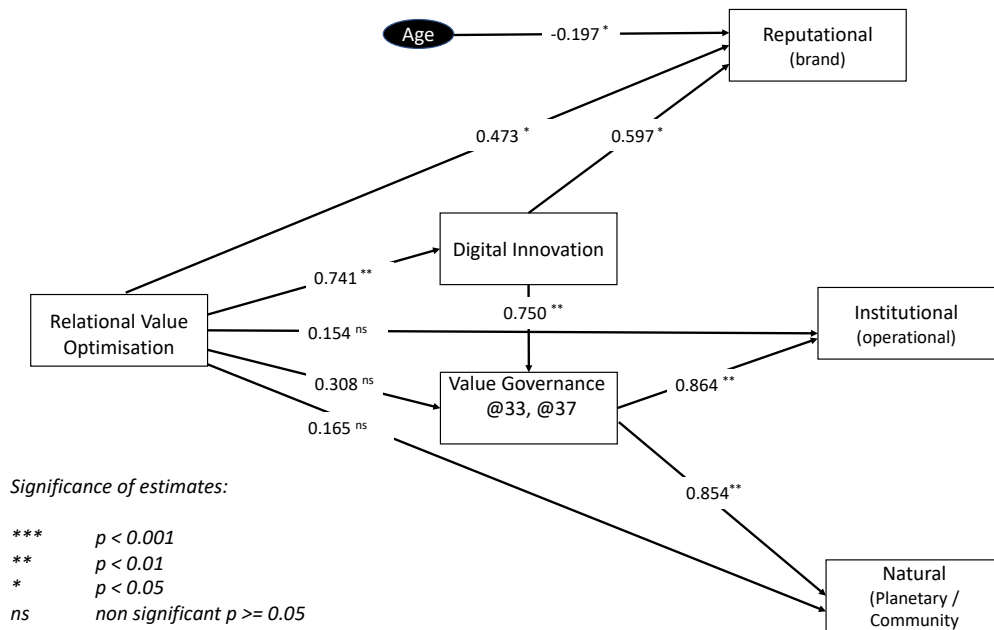 Age
-0.197 *
Reputational
(brand)
0.473 *
0.597 *
Digital Innovation
0.741 **
0.750 **
Relational Value
Optimisation
0.154 ns
Institutional
(operational)
0.308 ns
Value Governance
@33, @37
0.864 **
0.165 ns
0.854**
Significance of estimates:
*** p < 0.001
** p < 0.01
* p < 0.05
ns non significant p >= 0.05
Natural
(Planetary /
Community